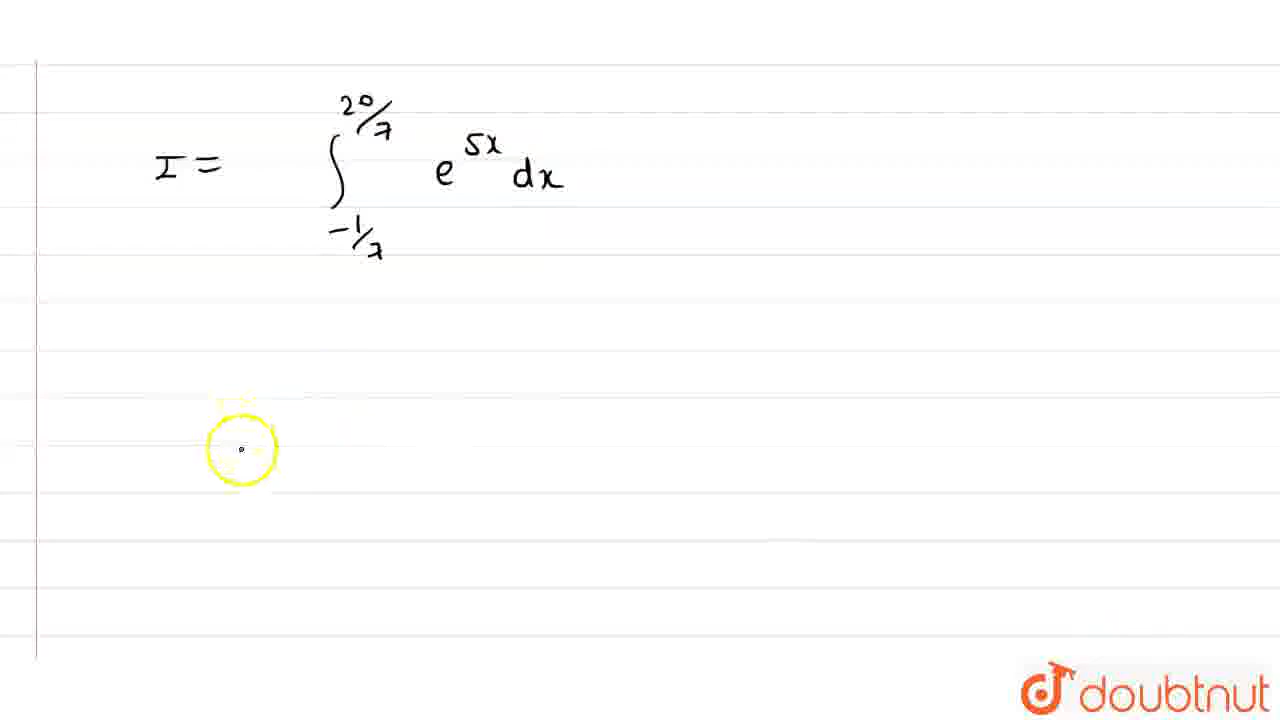 20/7
I = ∫ e^5x dx
-1/7
doubtnut